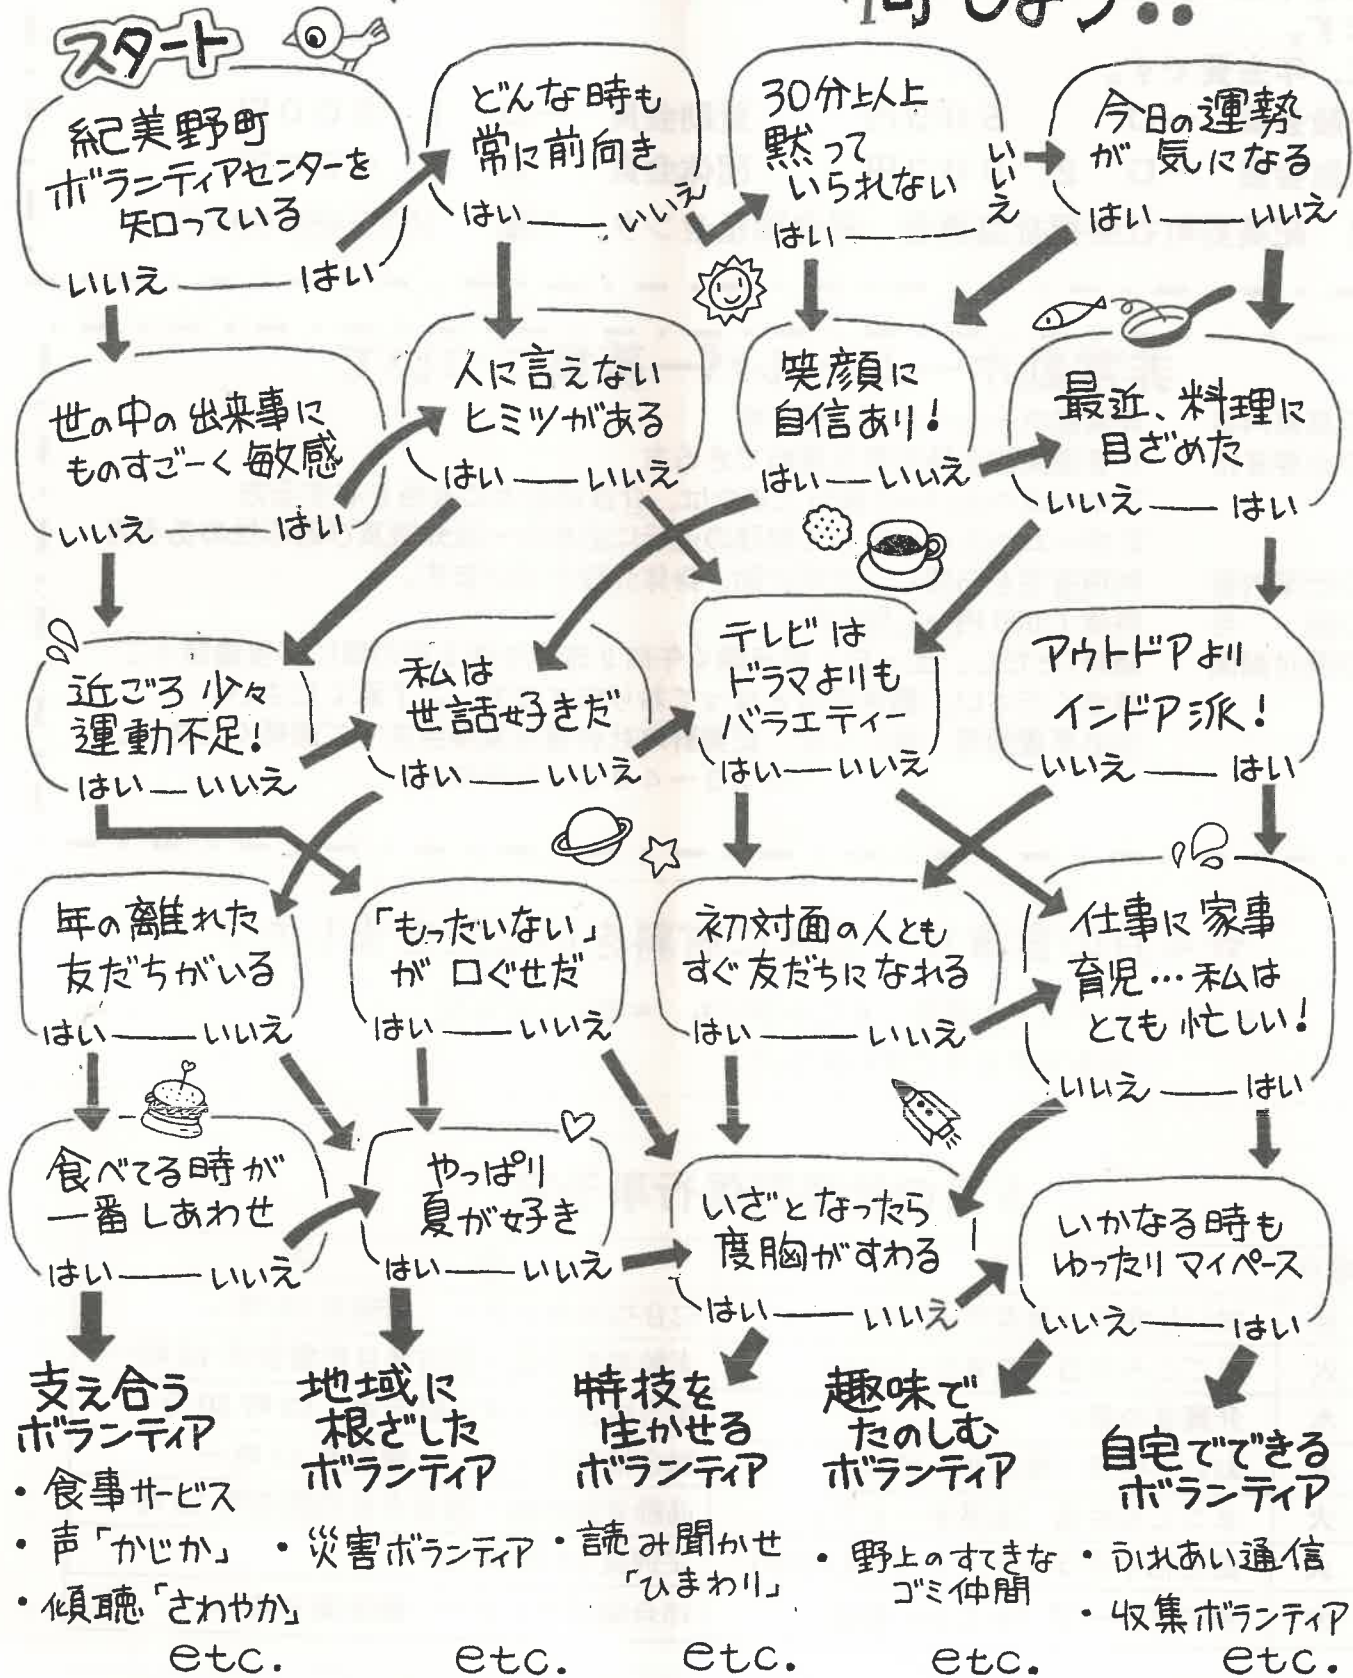 しよう!!
スタート
紀美野町
ボランティアセンターを
知っている
いいえ はい
どんな時も
常に前向き
はい いいえ
30分以上
黙って
いられない
はい いいえ
今日の運勢
が 気になる
はい いいえ
世の中の出来事に
ものすごーく敏感
いいえ はい
人に言えない
ヒミツがある
はい いいえ
笑顔に
自信あり!
はい いいえ
最近、料理に
目ざめた
いいえ はい
近ごろ 少々
運動不足!
はい いいえ
私は
世話好きだ
はい いいえ
テレビは
ドラマよりも
バラエティー
はい いいえ
アウトドアより
インドア派!
いいえ はい
年の離れた
友だちがいる
はい いいえ
「もったいない」
が 口ぐせだ
はい いいえ
初対面の人とも
すぐ友だちになれる
はい いいえ
仕事に家事
育児…私は
とても忙しい!
いいえ はい
食べてる時が
一番しあわせ
はい いいえ
やっぱり
夏が好き
はい いいえ
いざとなったら
度胸がすわる
はい いいえ
いかなる時も
ゆったりマイペース
いいえ はい
支え合う
ボランティア
・食事サービス
・声「かじか」
・傾聴「さわやか」
etc.
地域に
根ざした
ボランティア
・災害ボランティア
etc.
特技を
生かせる
ボランティア
・読み聞かせ
「ひまわり」
etc.
趣味で
たのしむ
ボランティア
・野上のすてきな
ゴミ仲間
etc.
自宅でできる
ボランティア
・ふれあい通信
・収集ボランティア
etc.